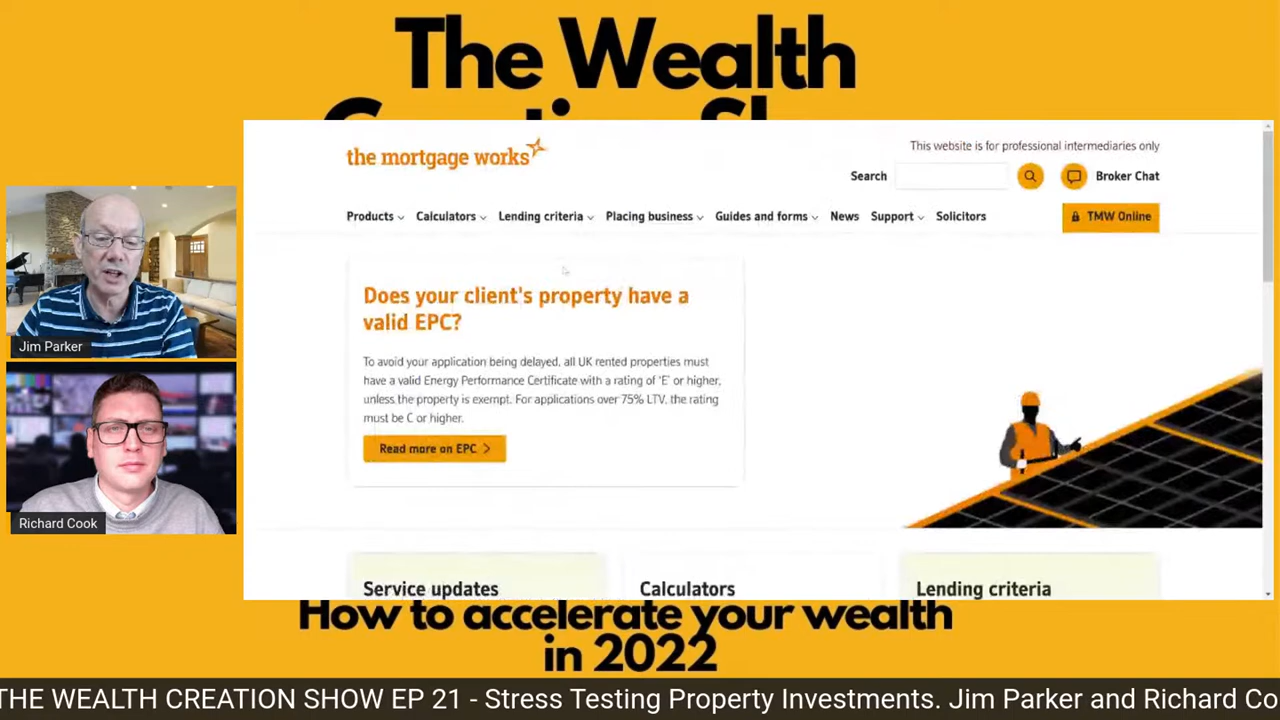 The Wealth
the mortgage works
This website is for professional intermediaries only
Search
Broker Chat
Products
Calculators
Lending criteria
Placing business
Guides and forms
News
Support
Solicitors
TMW Online
Does your client's property have a
valid EPC?
To avoid your application being delayed, all UK rented properties must
have a valid Energy Performance Certificate with a rating of 'E' or higher,
unless the property is exempt. For applications over 75% LTV, the rating
must be C or higher.
Read more on EPC
Service updates
Calculators
Lending criteria
Jim Parker
Richard Cook
How to accelerate your wealth
in 2022
THE WEALTH CREATION SHOW EP 21 - Stress Testing Property Investments. Jim Parker and Richard Co